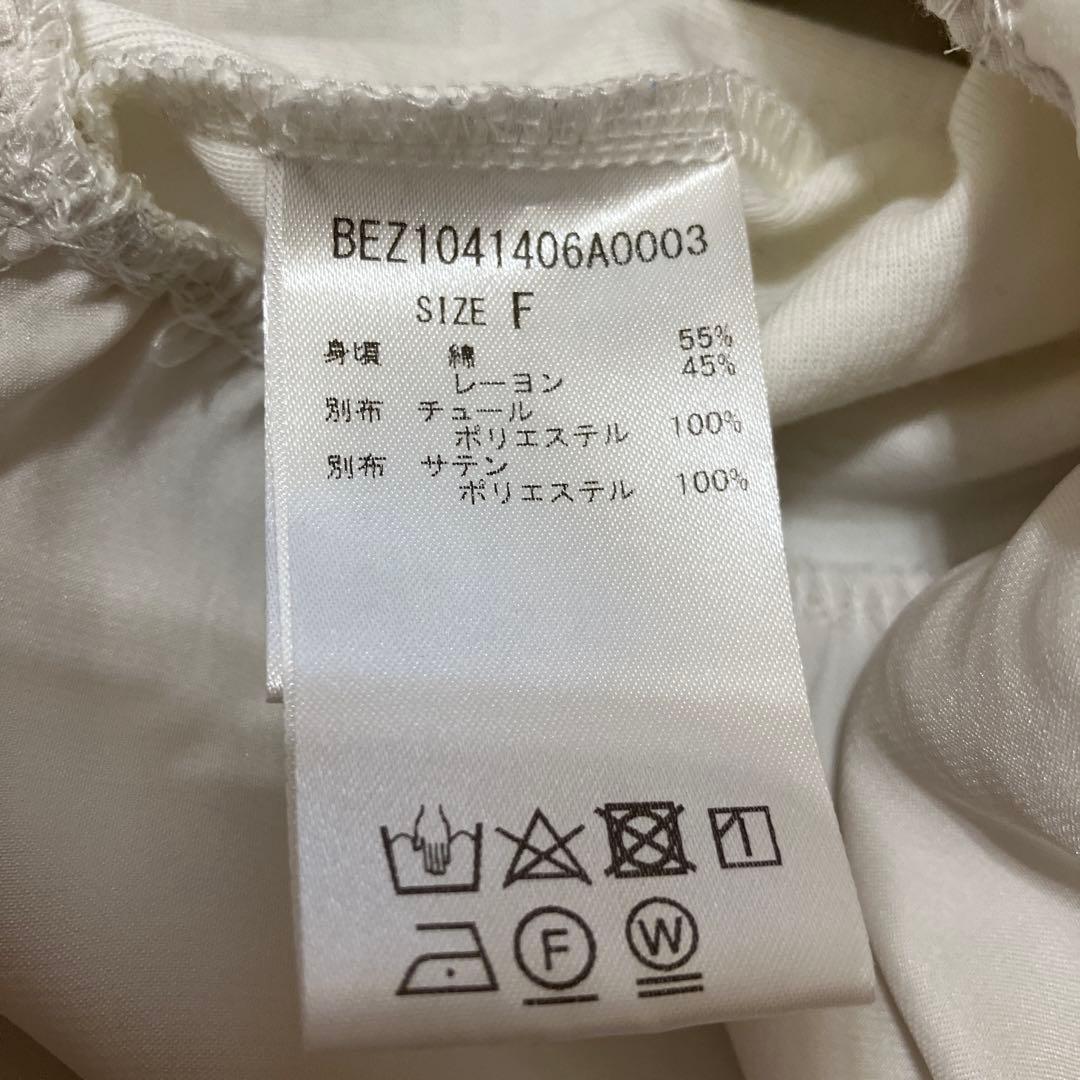 BEZ1041406A0003
SIZE F
身頃 綿 55%
レーヨン 45%
別布 チュール
ポリエステル 100%
別布 サテン
ポリエステル 100%
F W